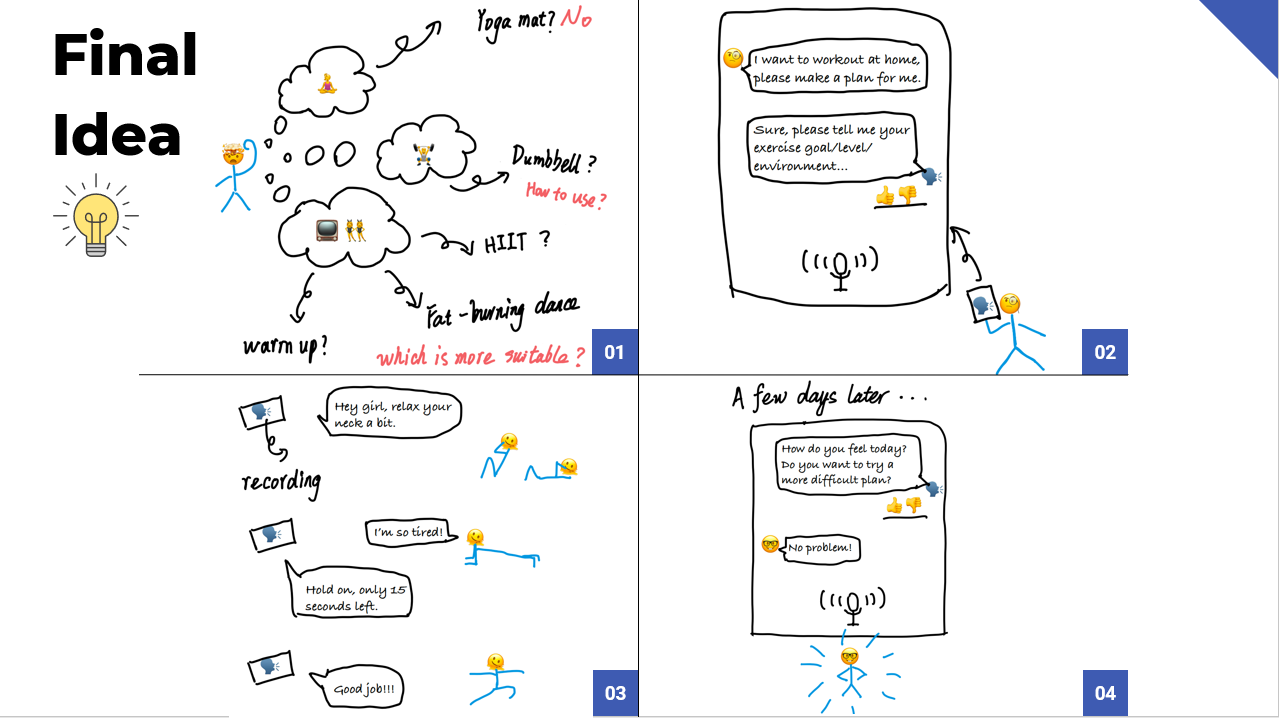 Final
Idea
Yoga mat? No
Dumbbell?
How to use?
HIIT ?
Fat-burning dance
warm up?
which is more suitable?
01
I want to workout at home,
please make a plan for me.
Sure, please tell me your
exercise goal/level/
environment...
02
Hey girl, relax your
neck a bit.
recording
I'm so tired!
Hold on, only 15
seconds left.
Good job!!!
03
A few days later ...
How do you feel today?
Do you want to try a
more difficult plan?
No problem!
04